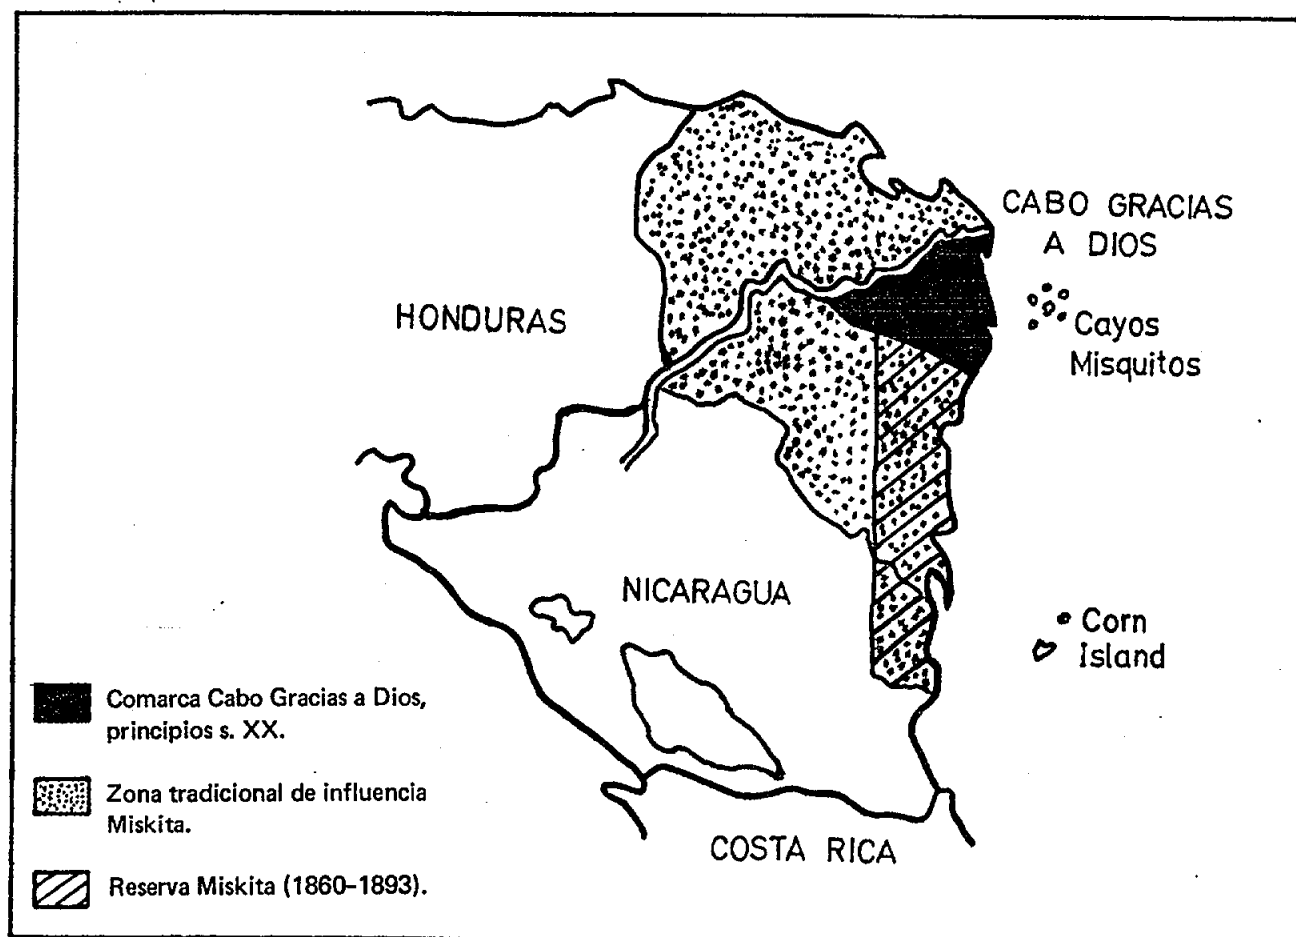 CABO GRACIAS
A DIOS
HONDURAS
Cayos
Misquitos
NICARAGUA
Corn
Island
Comarca Cabo Gracias a Dios,
principios s. XX.
Zona tradicional de influencia
Miskita.
COSTA RICA
Reserva Miskita (1860–1893).